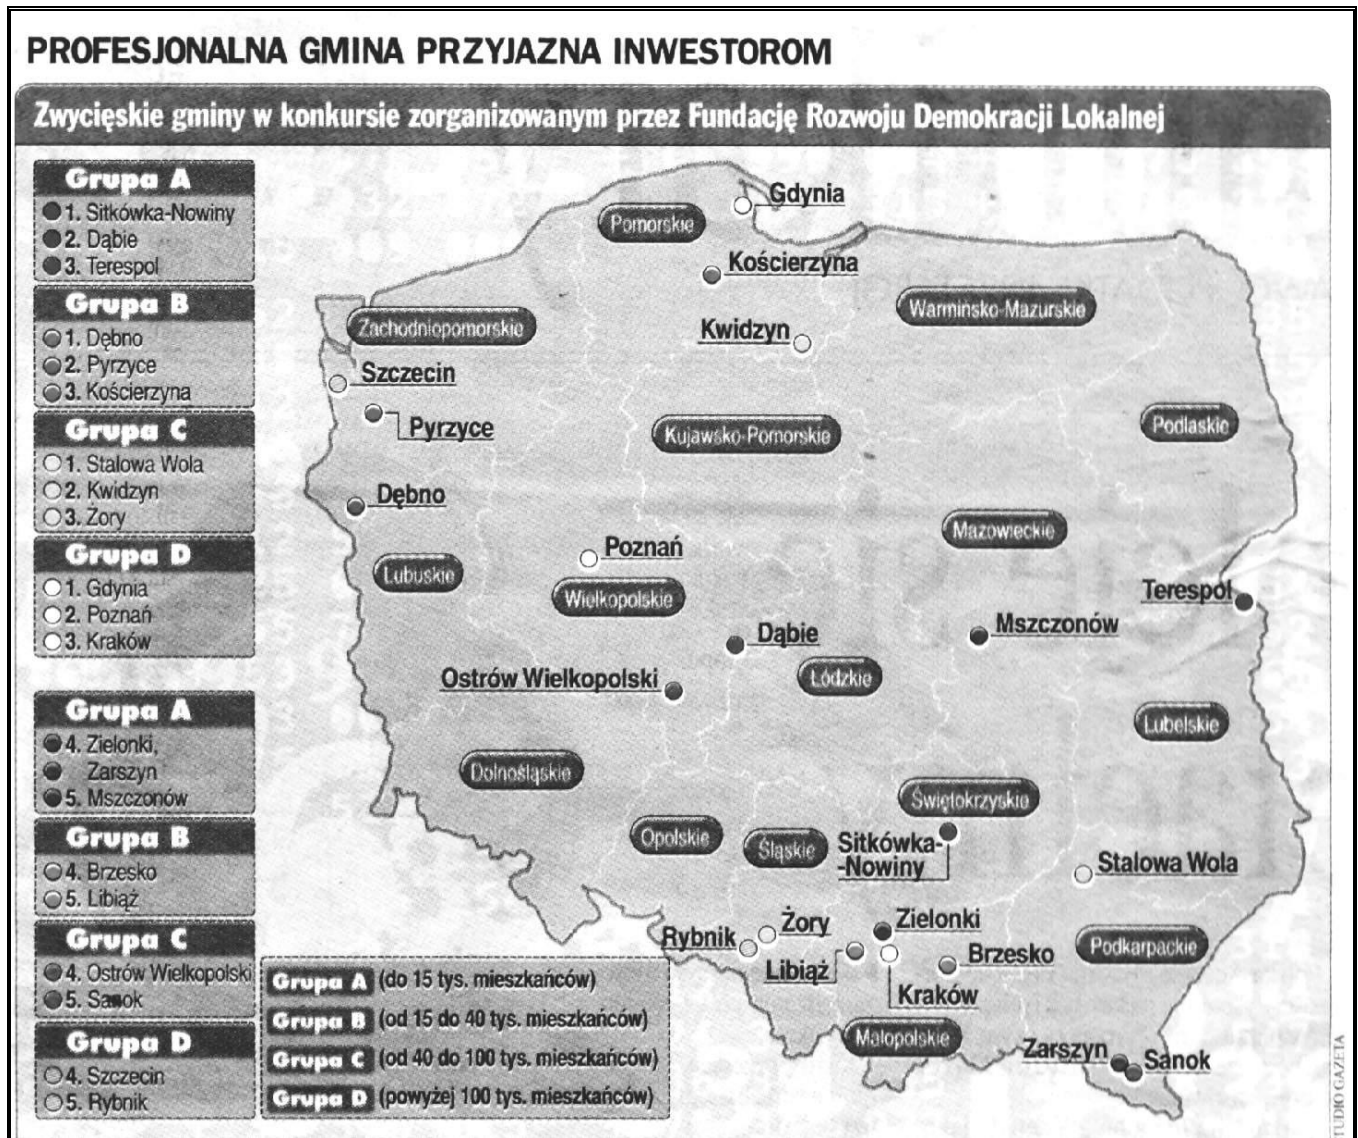 PROFESJONALNA GMINA PRZYJAZNA INWESTOROM
Zwycięskie gminy w konkursie zorganizowanym przez Fundację Rozwoju Demokracji Lokalnej
Grupa A
1. Sitkówka-Nowiny
2. Dąbie
3. Terespol
Grupa B
1. Dębno
2. Pyrzyce
3. Kościerzyna
Grupa C
1. Stalowa Wola
2. Kwidzyn
3. Żory
Grupa D
1. Gdynia
2. Poznań
3. Kraków
Grupa A
4. Zielonki,
Zarszyn
5. Mszczonów
Grupa B
4. Brzesko
5. Libiąż
Grupa C
4. Ostrów Wielkopolski
5. Sanok
Grupa D
4. Szczecin
5. Rybnik
Gdynia
Pomorskie
Kościerzyna
Warmińsko-Mazurskie
Zachodniopomorskie
Kwidzyn
Szczecin
Pyrzyce
Kujawsko-Pomorskie
Podlaskie
Dębno
Mazowieckie
Poznań
Lubuskie
Wielkopolskie
Terespol
Dąbie
Mszczonów
Ostrów Wielkopolski
Łódzkie
Lubelskie
Dolnośląskie
Świętokrzyskie
Opolskie
Śląskie
Sitkówka-
-Nowiny
Stalowa Wola
Rybnik
Żory
Zielonki
Libiąż
Brzesko
Podkarpackie
Kraków
Małopolskie
Zarszyn
Sanok
Grupa A (do 15 tys. mieszkańców)
Grupa B (od 15 do 40 tys. mieszkańców)
Grupa C (od 40 do 100 tys. mieszkańców)
Grupa D (powyżej 100 tys. mieszkańców)
TUDIO GAZETA